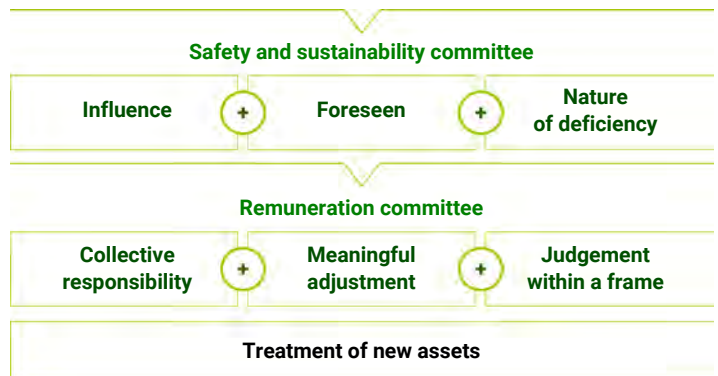 Safety and sustainability committee
Influence + Foreseen + Nature
of deficiency
Remuneration committee
Collective
responsibility + Meaningful
adjustment + Judgement
within a frame
Treatment of new assets